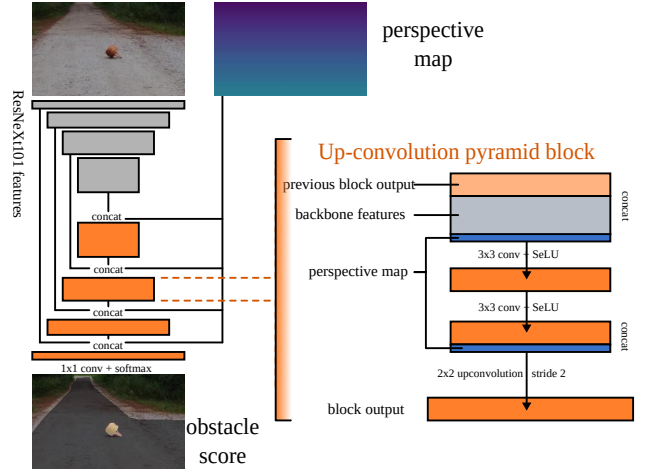 perspective
map
ResNeXt101 features
concat
concat
concat
concat
1x1 conv + softmax
obstacle
score
Up-convolution pyramid block
previous block output
backbone features
concat
3x3 conv + SeLU
perspective map
3x3 conv + SeLU
concat
2x2 upconvolution stride 2
block output